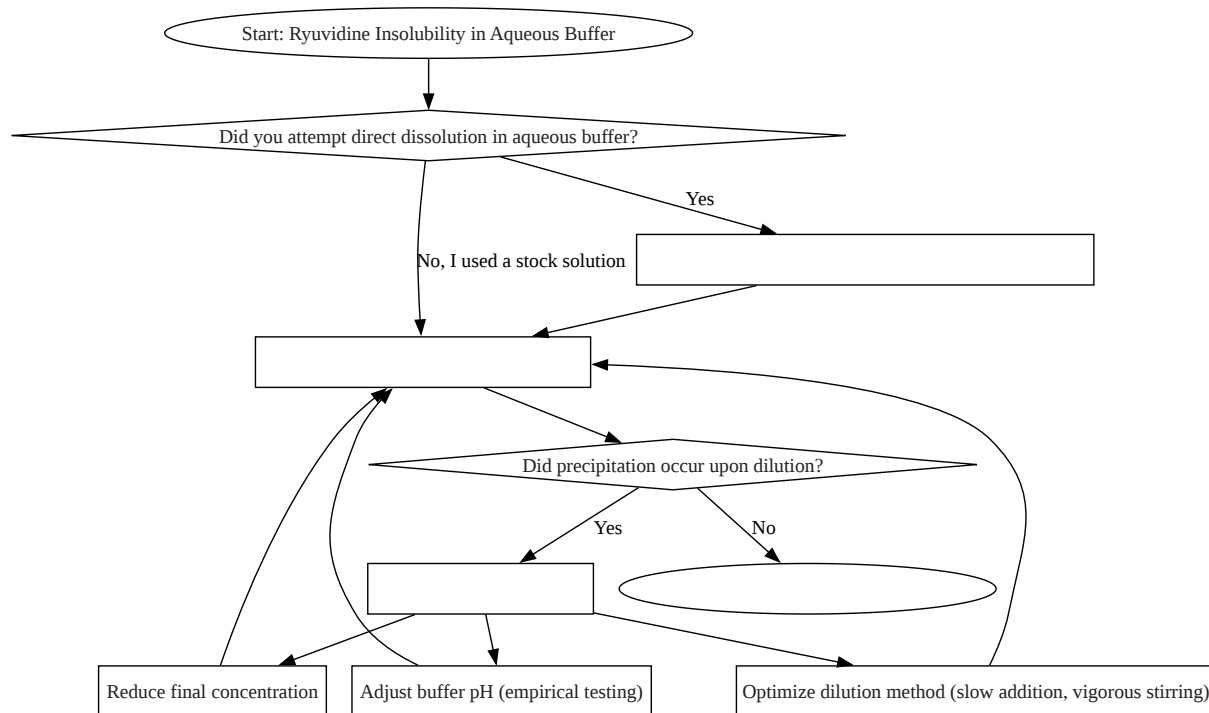 Start: Ryuvidine Insolubility in Aqueous Buffer
Did you attempt direct dissolution in aqueous buffer?
Yes
No, I used a stock solution
Did precipitation occur upon dilution?
Yes
No
Reduce final concentration
Adjust buffer pH (empirical testing)
Optimize dilution method (slow addition, vigorous stirring)